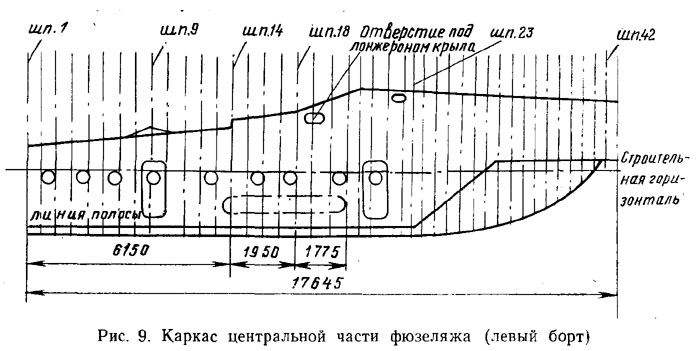 шп. 1
шп.9
шп.14
шп.18
Отверстие под
лонжероном крыла
шп.23
шп.42
Строитель-
ная гори-
зонталь
линия полосы
6150
1950
1775
17645
Рис. 9. Каркас центральной части фюзеляжа (левый борт)